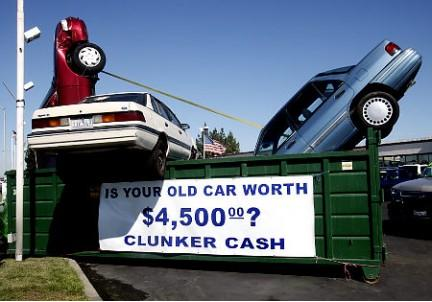 IS YOUR OLD CAR WORTH
$4,500⁰⁰?
CLUNKER CASH